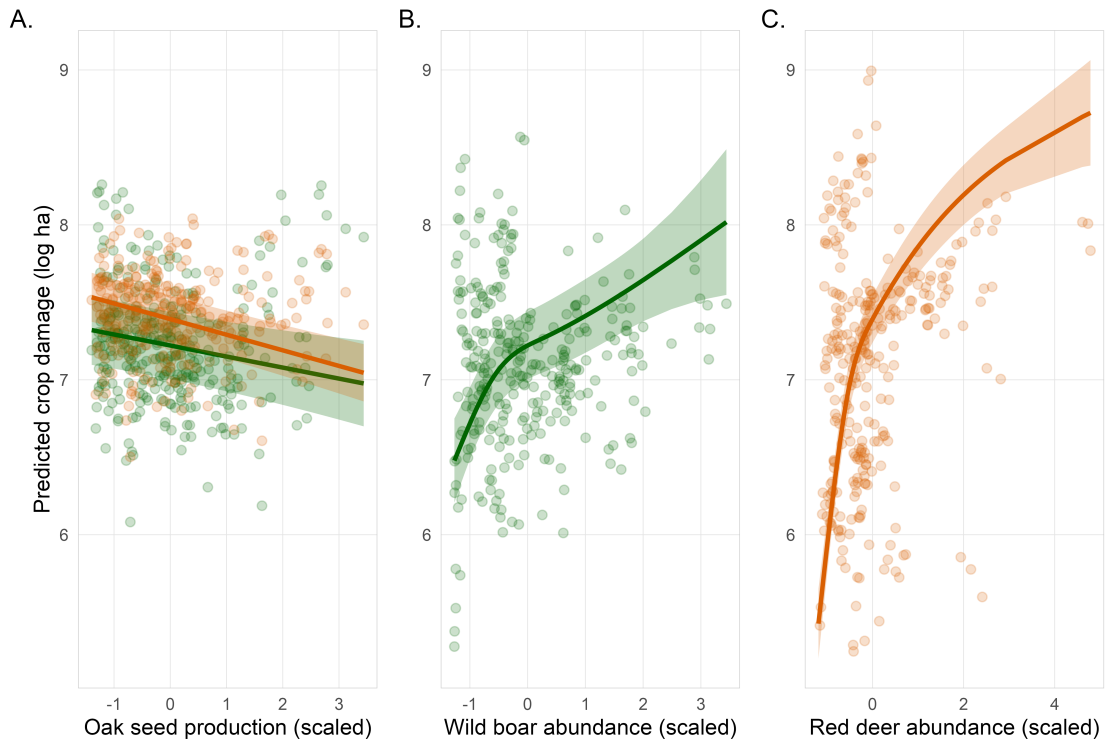 A.
B.
C.
Predicted crop damage (log ha)
9
8
7
6
-1 0 1 2 3
Oak seed production (scaled)
9
8
7
6
-1 0 1 2 3
Wild boar abundance (scaled)
9
8
7
6
0 2 4
Red deer abundance (scaled)